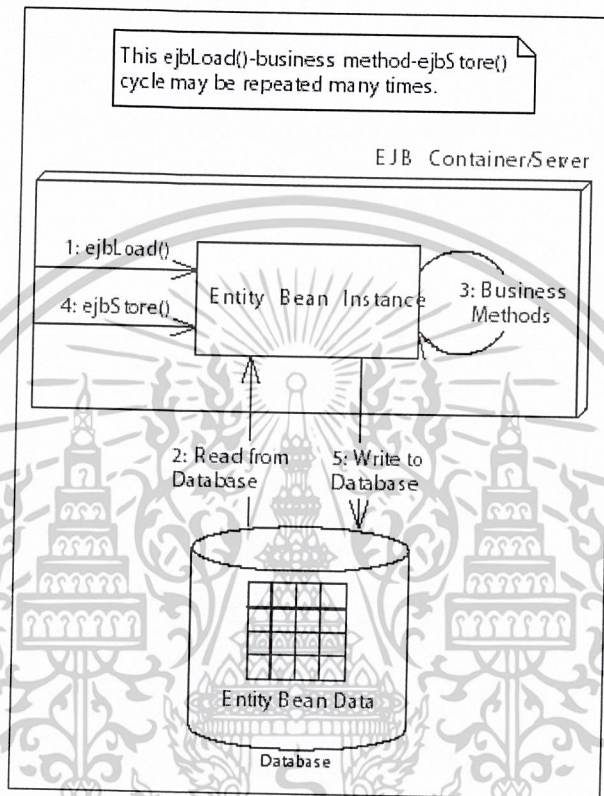 This ejbLoad()-business method-ejbStore()
cycle may be repeated many times.
EJB Container/Server
1: ejbLoad()
4: ejbStore()
Entity Bean Instance
3: Business
Methods
2: Read from
Database
5: Write to
Database
Entity Bean Data
Database